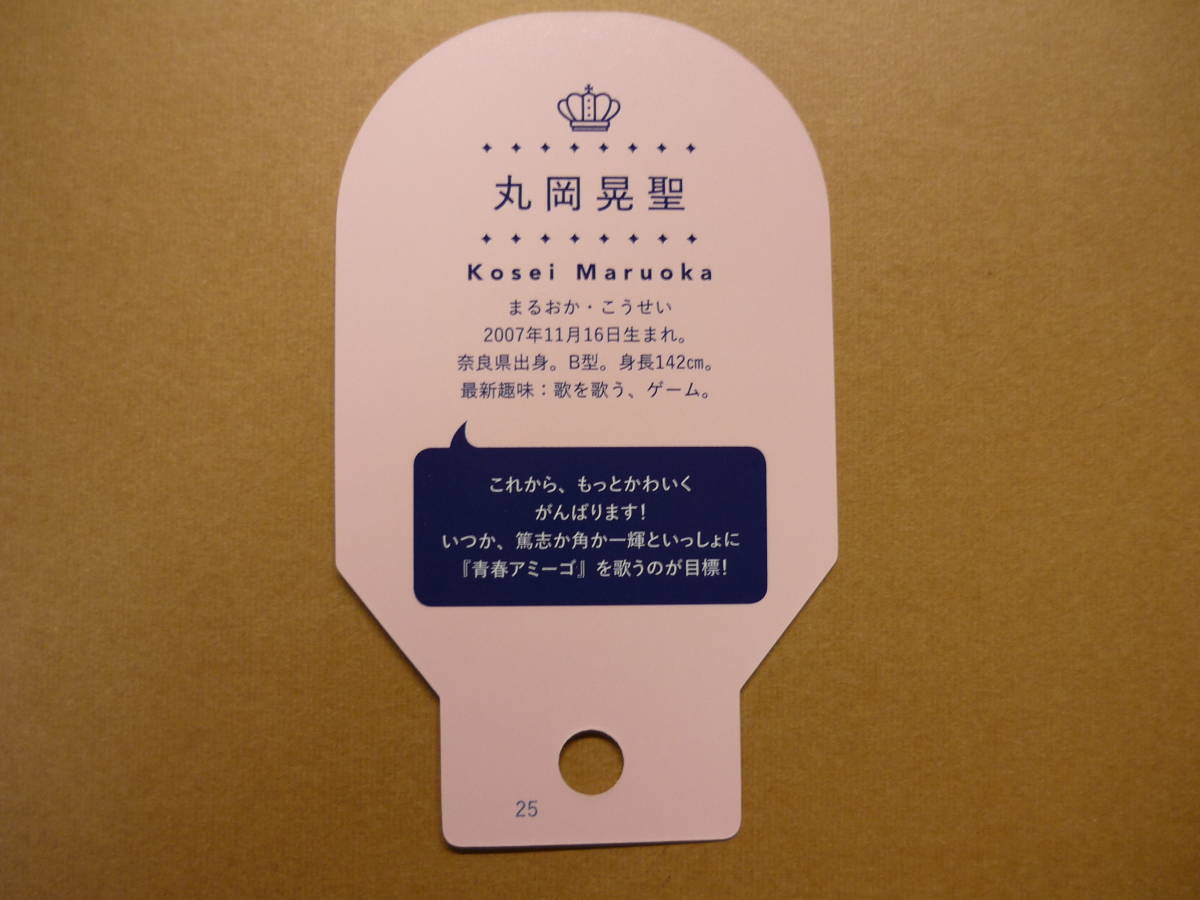 丸岡晃聖
Kosei Maruoka
まるおか・こうせい
2007年11月16日生まれ。
奈良県出身。B型。身長142㎝。
最新趣味：歌を歌う、ゲーム。
これから、もっとかわいく
がんばります！
いつか、篤志か角か一輝といっしょに
『青春アミーゴ』を歌うのが目標！
25